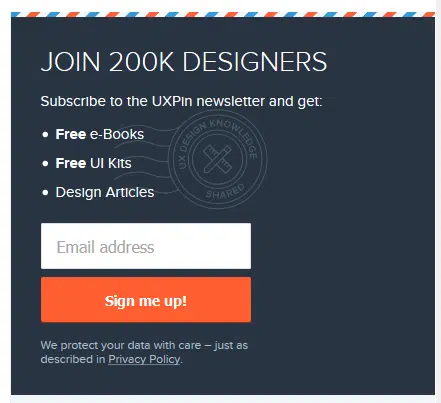 JOIN 200K DESIGNERS
Subscribe to the UXPin newsletter and get:
• Free e-Books
• Free UI Kits
• Design Articles
UX DESIGN KNOWLEDGE
SHARED
Email address
Sign me up!
We protect your data with care – just as
described in Privacy Policy.